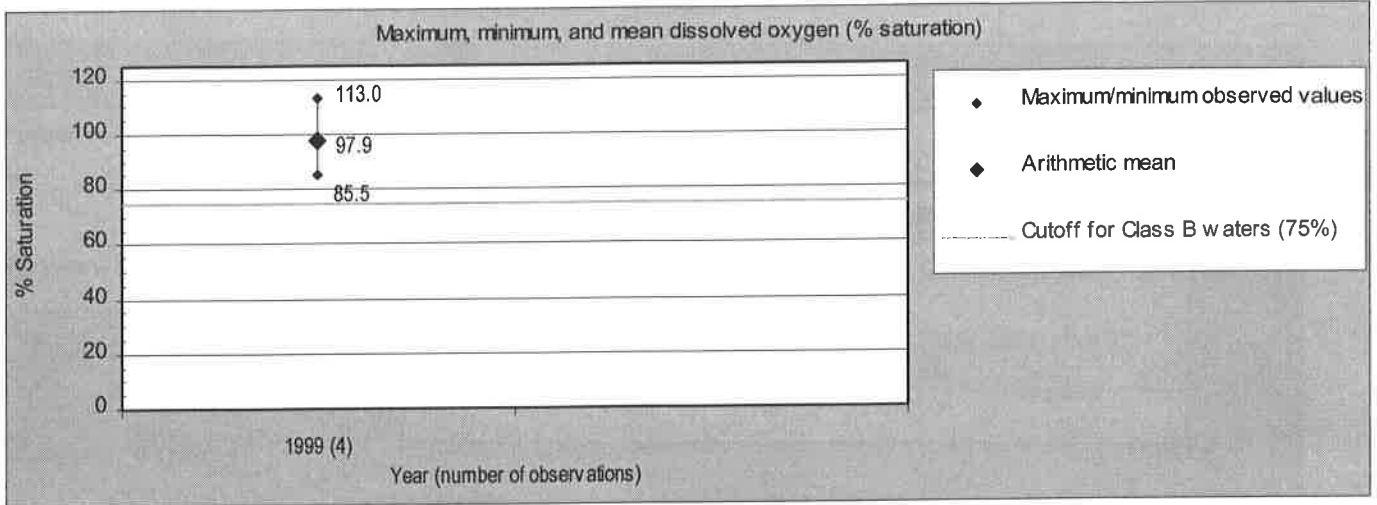 Maximum, minimum, and mean dissolved oxygen (% saturation)
120
100
80
60
40
20
0
% Saturation
113.0
97.9
85.5
1999 (4)
Year (number of observations)
Maximum/minimum observed values
Arithmetic mean
Cutoff for Class B waters (75%)